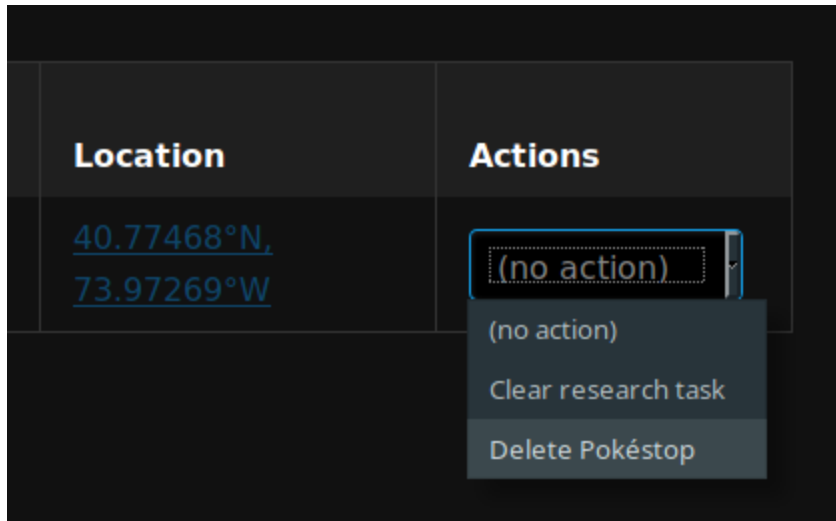 Location
Actions
40.77468°N,
73.97269°W
(no action)
(no action)
Clear research task
Delete Pokéstop